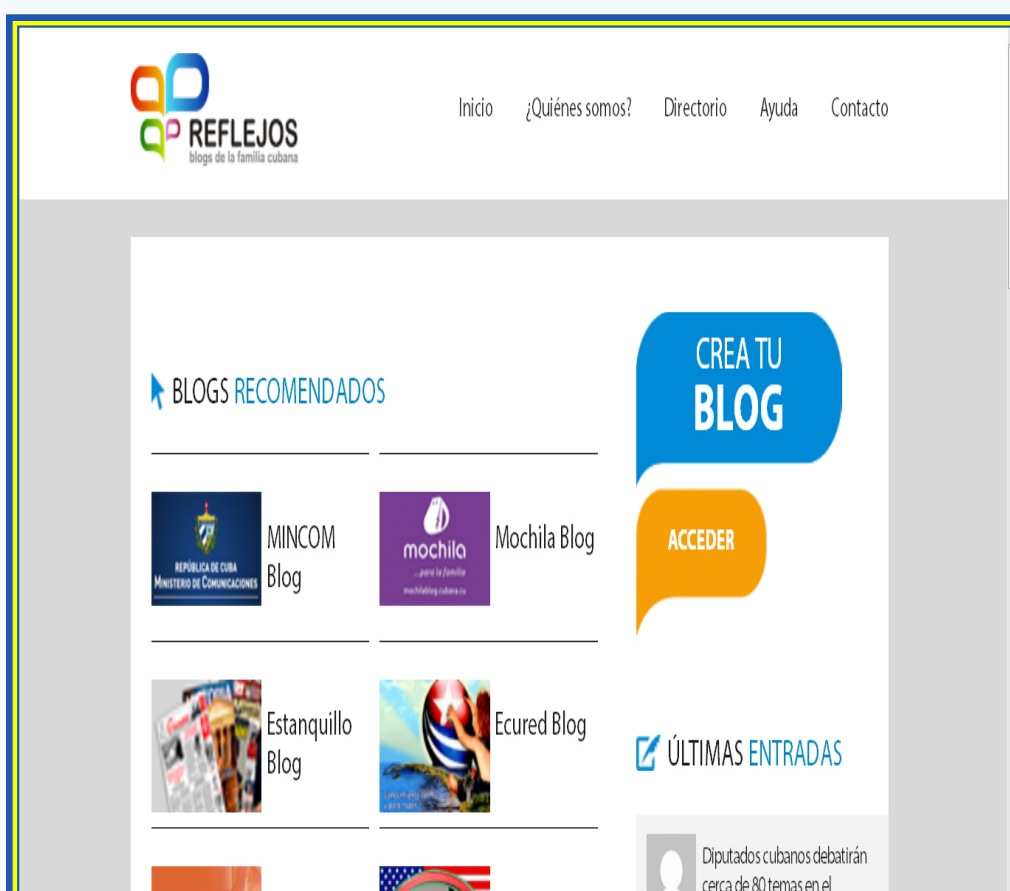 REFLEJOS
blogs de la familia cubana
Inicio ¿Quiénes somos? Directorio Ayuda Contacto
BLOGS RECOMENDADOS
REPÚBLICA DE CUBA
MINISTERIO DE COMUNICACIONES
MINCOM
Blog
mochila
...para la familia
mochilablog.cubava.cu
Mochila Blog
Estanquillo
Blog
Ecured Blog
CREA TU
BLOG
ACCEDER
ÚLTIMAS ENTRADAS
Diputados cubanos debatirán
cerca de 80 temas en el